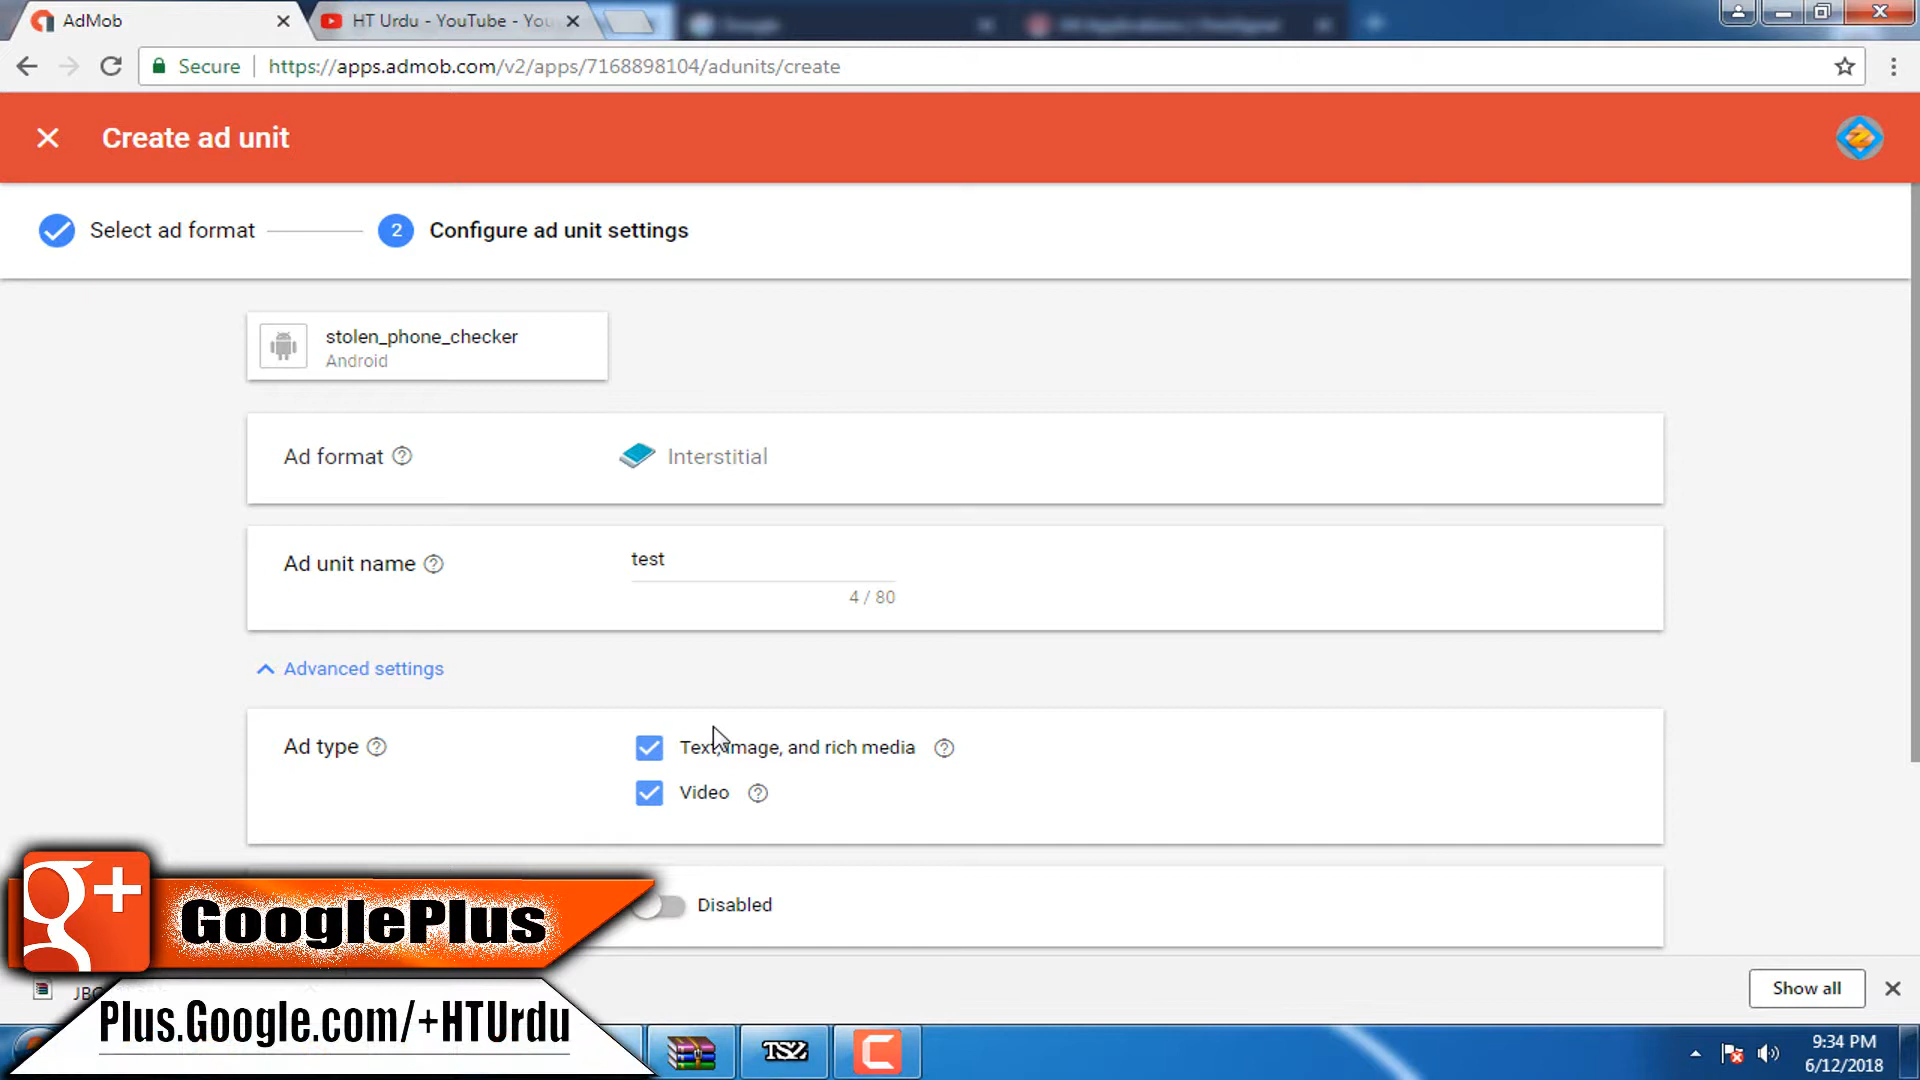 AdMob
HT Urdu - YouTube - You
Google
Secure
https://apps.admob.com/v2/apps/7168898104/adunits/create
Create ad unit
Select ad format
2
Configure ad unit settings
stolen_phone_checker
Android
Ad format
Interstitial
Ad unit name
test
4 / 80
Advanced settings
Ad type
Text, image, and rich media
Video
Disabled
g+
GooglePlus
Plus.Google.com/+HTUrdu
Show all
TSZ
9:34 PM
6/12/2018